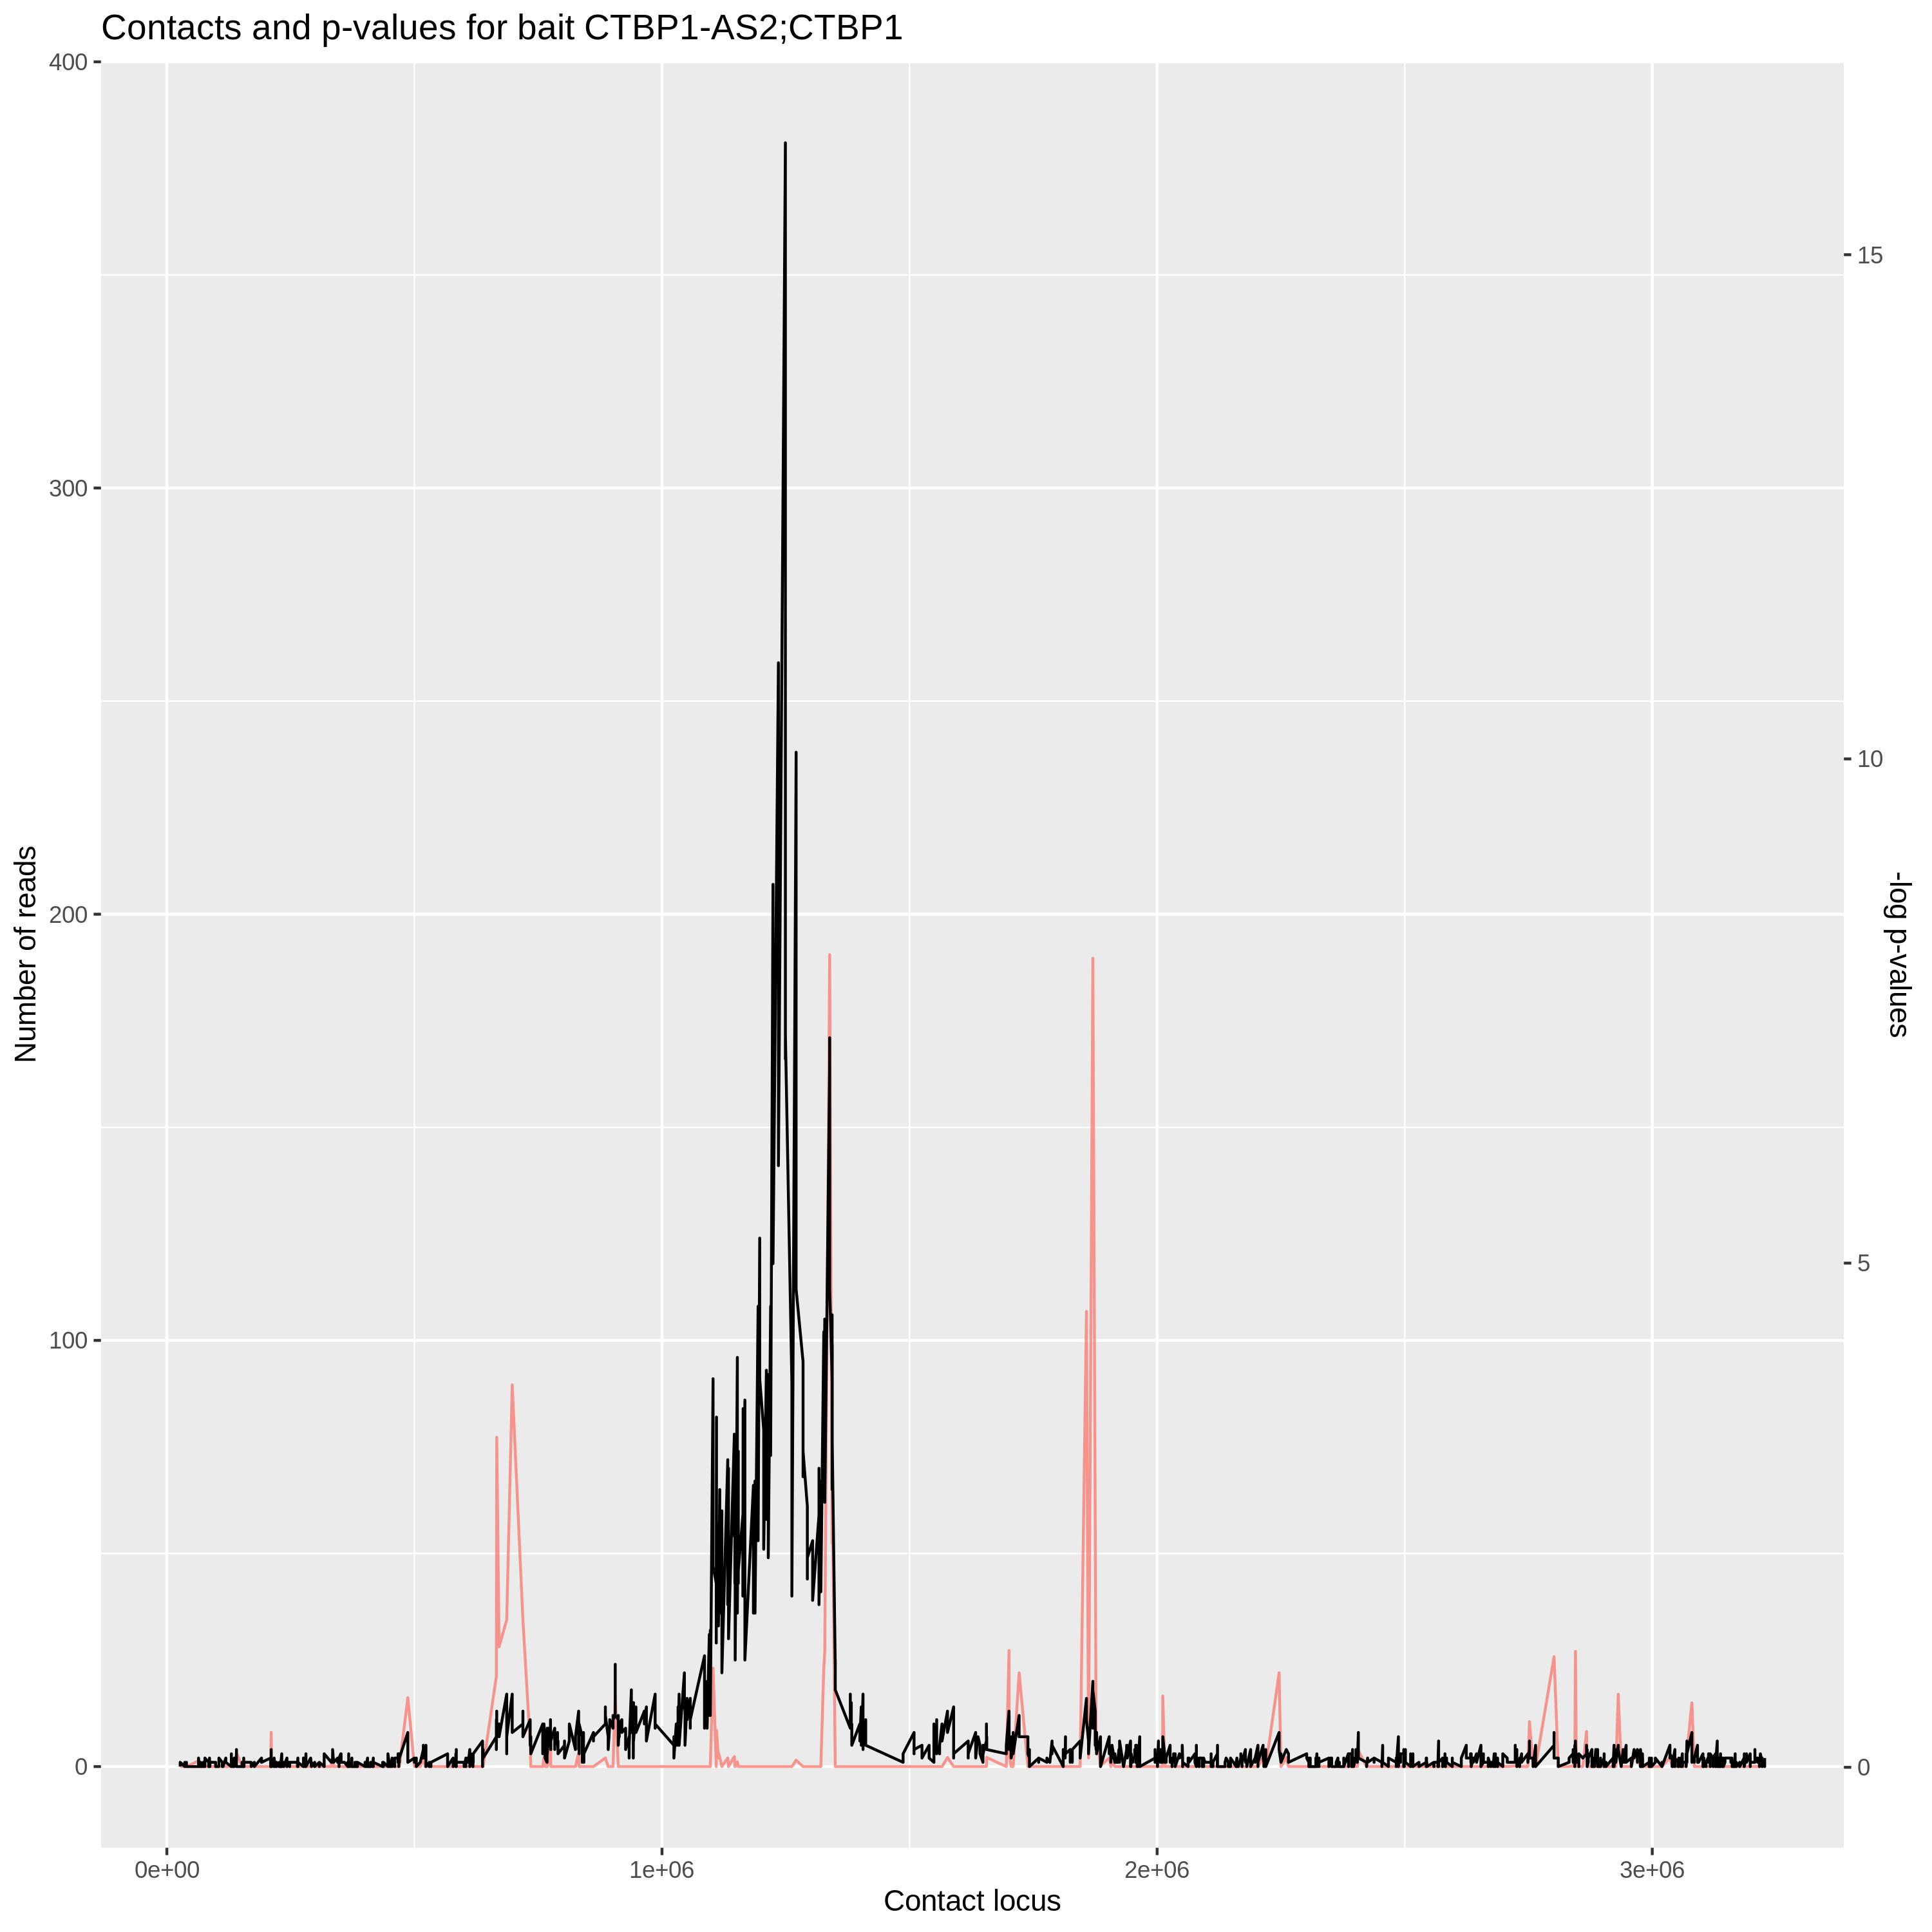 Contacts and p-values for bait CTBP1-AS2;CTBP1
400
300
200
100
0
Number of reads
15
10
5
0
-log p-values
0e+00 1e+06 2e+06 3e+06
Contact locus